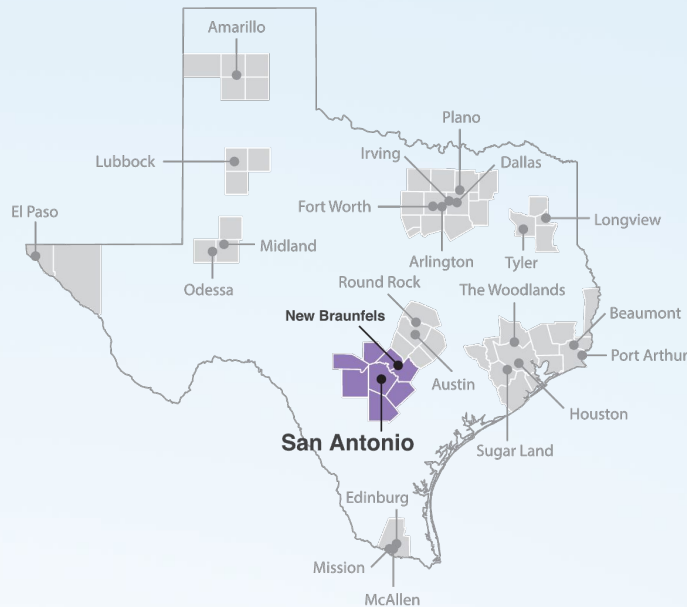 Amarillo
Plano
Irving
Dallas
Lubbock
Fort Worth
El Paso
Longview
Midland
Arlington
Tyler
Odessa
Round Rock
The Woodlands
New Braunfels
Beaumont
Port Arthur
Austin
Houston
San Antonio
Sugar Land
Edinburg
Mission
McAllen